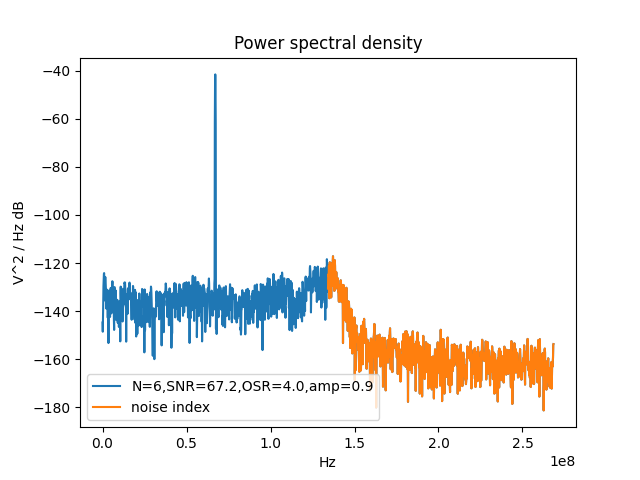 Power spectral density
V^2 / Hz dB
−40
−60
−80
−100
−120
−140
−160
−180
N=6,SNR=67.2,OSR=4.0,amp=0.9
noise index
0.0 0.5 1.0 1.5 2.0 2.5
Hz
1e8